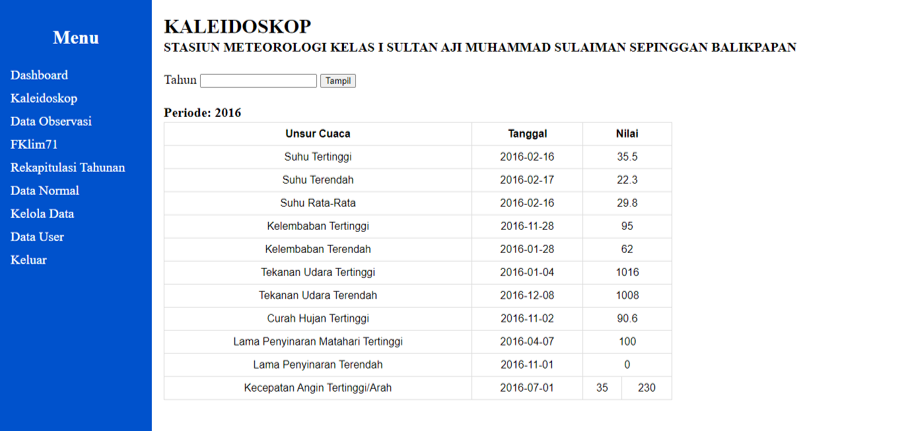 Menu
Dashboard
Kaleidoskop
Data Observasi
FKlim71
Rekapitulasi Tahunan
Data Normal
Kelola Data
Data User
Keluar
KALEIDOSKOP
STASIUN METEOROLOGI KELAS I SULTAN AJI MUHAMMAD SULAIMAN SEPINGGAN BALIKPAPAN
Tahun Tampil
Periode: 2016
Unsur Cuaca Tanggal Nilai
Suhu Tertinggi 2016-02-16 35.5
Suhu Terendah 2016-02-17 22.3
Suhu Rata-Rata 2016-02-16 29.8
Kelembaban Tertinggi 2016-11-28 95
Kelembaban Terendah 2016-01-28 62
Tekanan Udara Tertinggi 2016-01-04 1016
Tekanan Udara Terendah 2016-12-08 1008
Curah Hujan Tertinggi 2016-11-02 90.6
Lama Penyinaran Matahari Tertinggi 2016-04-07 100
Lama Penyinaran Terendah 2016-11-01 0
Kecepatan Angin Tertinggi/Arah 2016-07-01 35 230